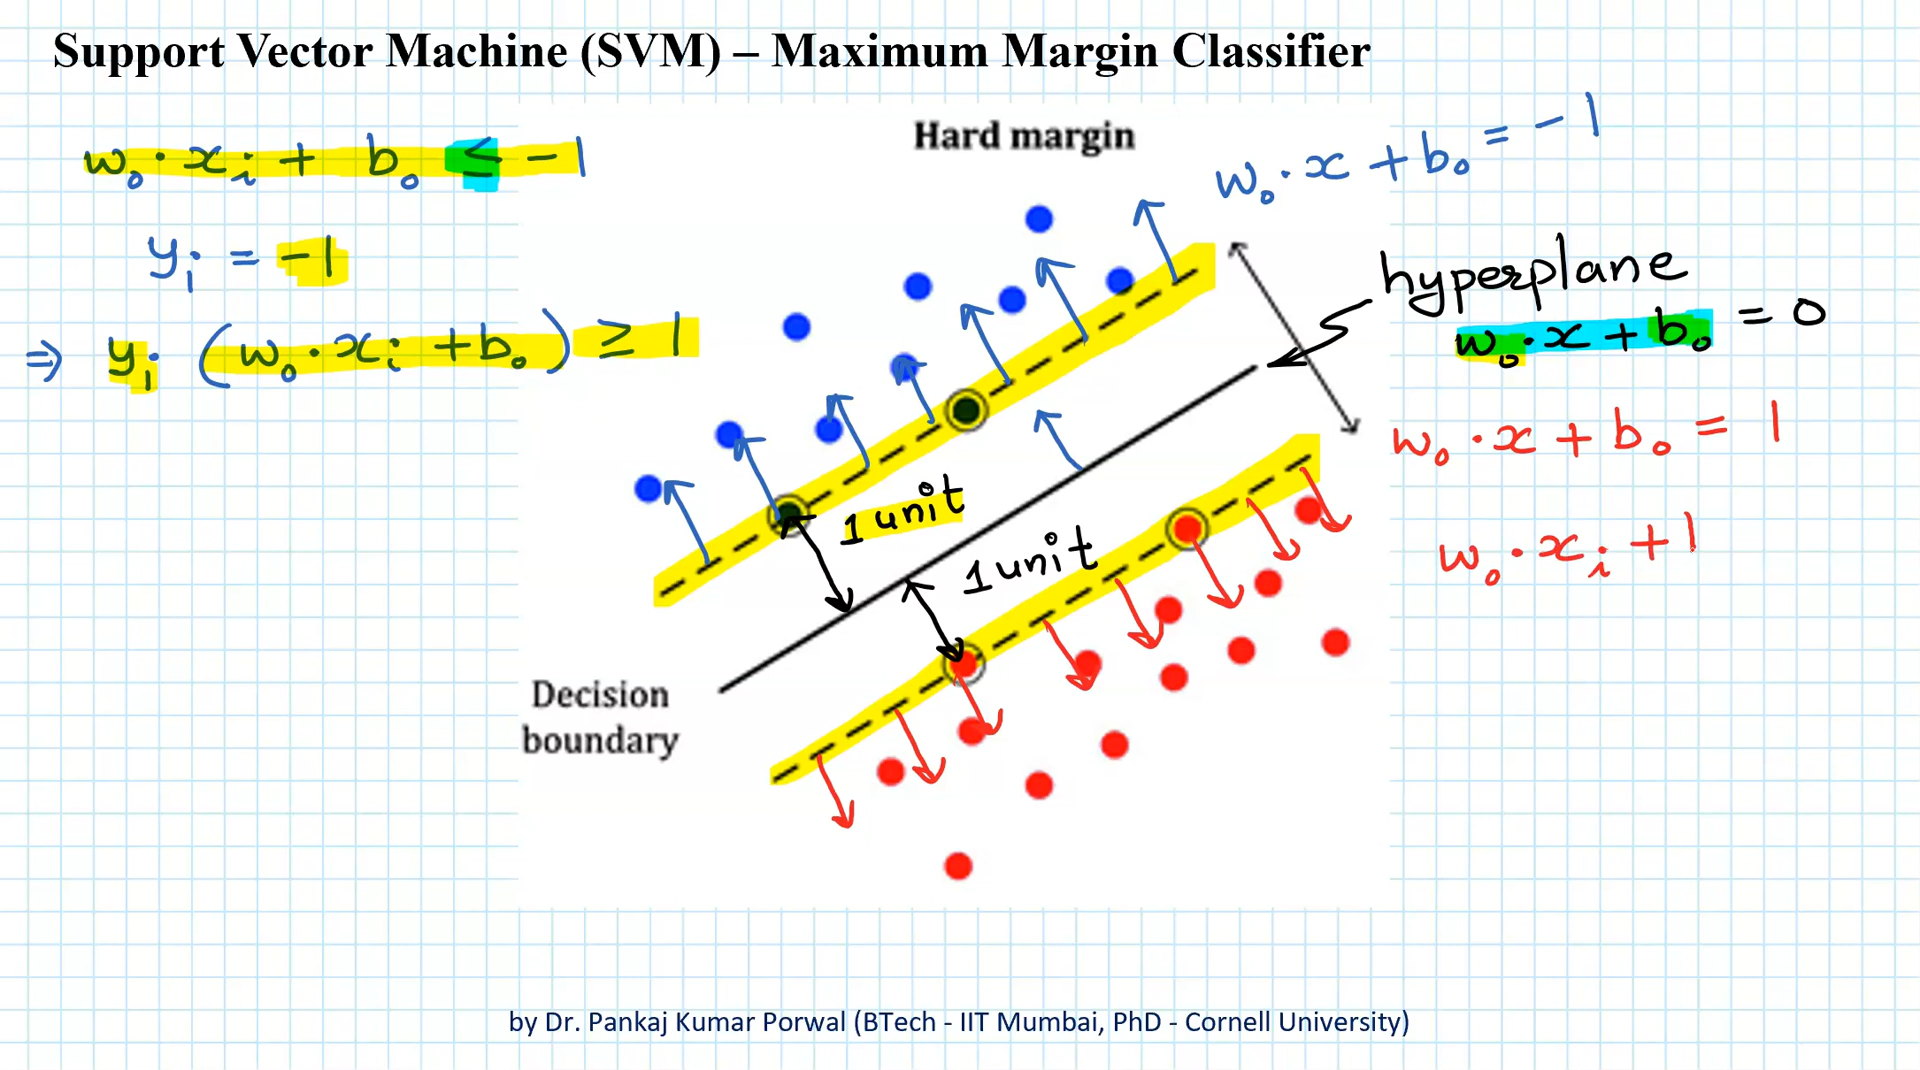 Support Vector Machine (SVM) – Maximum Margin Classifier
w₀ · xᵢ + b₀ ≤ -1
yᵢ = -1
⇒ yᵢ (w₀ · xᵢ + b₀) ≥ 1
Hard margin
w₀ · x + b₀ = -1
hyperplane
w₀ · x + b₀ = 0
w₀ · x + b₀ = 1
w₀ · xᵢ + 1
1 unit
1 unit
Decision
boundary
by Dr. Pankaj Kumar Porwal (BTech - IIT Mumbai, PhD - Cornell University)